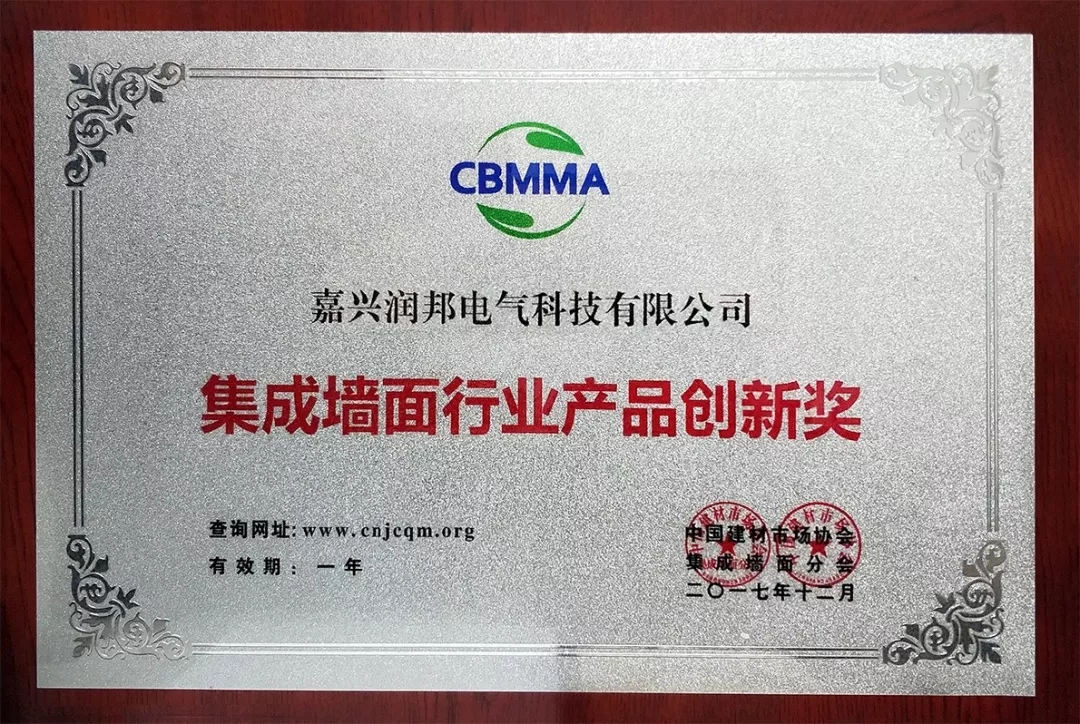 CBMMA
嘉兴润邦电气科技有限公司
集成墙面行业产品创新奖
查询网址:www.cnjcqm.org
有效期:一年
中国建材市场协会
集成墙面分会
二〇一七年十二月